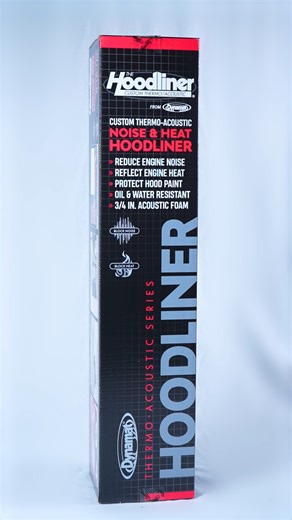 THE
Hoodliner
CUSTOM THERMO/ACOUSTIC
FROM Dynamat
CUSTOM THERMO-ACOUSTIC
NOISE & HEAT
HOODLINER
REDUCE ENGINE NOISE
REFLECT ENGINE HEAT
PROTECT HOOD PAINT
OIL & WATER RESISTANT
3/4 IN. ACOUSTIC FOAM
BLOCK NOISE
BLOCK HEAT
THERMO-ACOUSTIC SERIES
HOODLINER
Dynamat